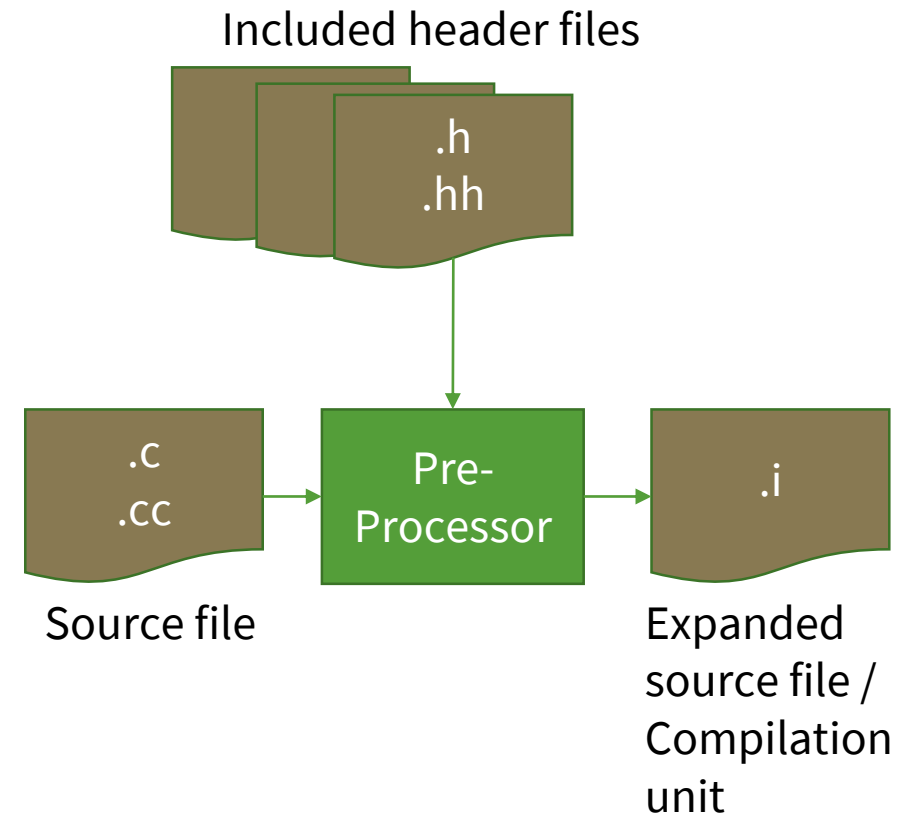 Included header files
.h
.hh
.c
.cc
Pre-
Processor
.i
Source file
Expanded
source file /
Compilation
unit